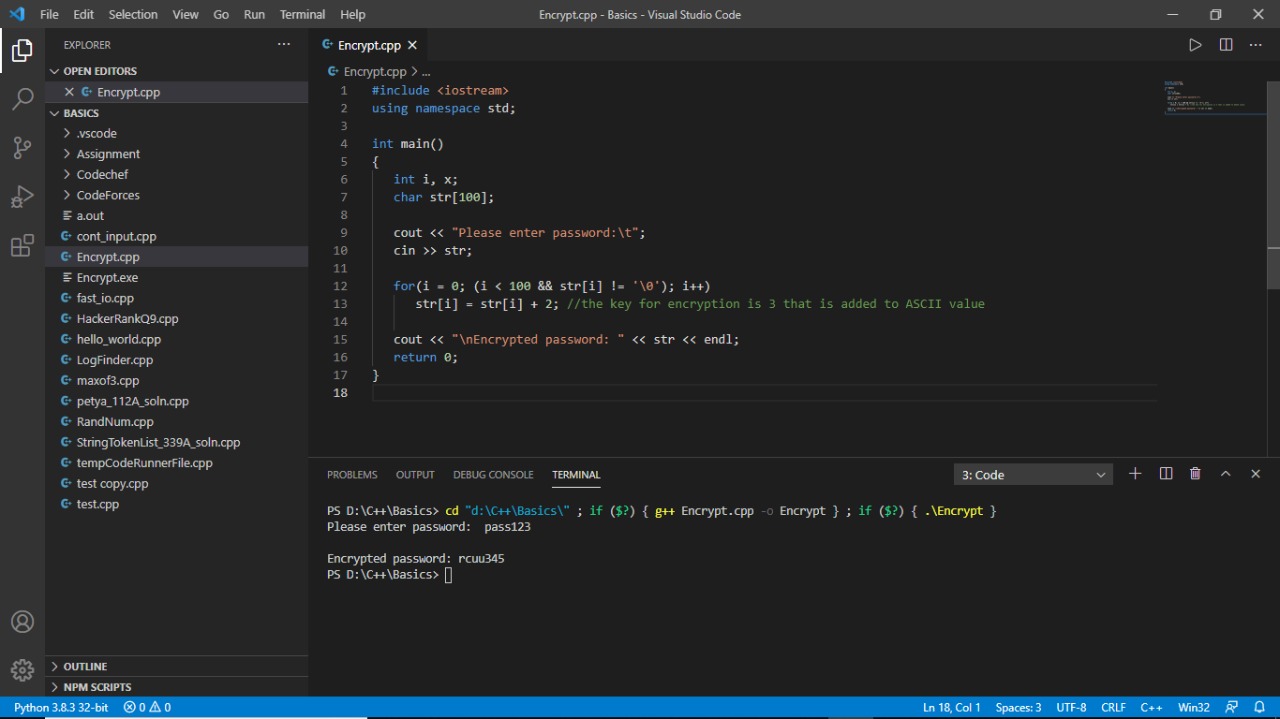 File Edit Selection View Go Run Terminal Help Encrypt.cpp - Basics - Visual Studio Code
EXPLORER
OPEN EDITORS
Encrypt.cpp
BASICS
.vscode
Assignment
Codechef
CodeForces
a.out
cont_input.cpp
Encrypt.cpp
Encrypt.exe
fast_io.cpp
HackerRankQ9.cpp
hello_world.cpp
LogFinder.cpp
maxof3.cpp
petya_112A_soln.cpp
RandNum.cpp
StringTokenList_339A_soln.cpp
tempCodeRunnerFile.cpp
test copy.cpp
test.cpp
OUTLINE
NPM SCRIPTS
Encrypt.cpp
Encrypt.cpp > ...
1 #include <iostream>
2 using namespace std;
3
4 int main()
5 {
6 int i, x;
7 char str[100];
8
9 cout << "Please enter password:\t";
10 cin >> str;
11
12 for(i = 0; (i < 100 && str[i] != '\0'); i++)
13 str[i] = str[i] + 2; //the key for encryption is 3 that is added to ASCII value
14
15 cout << "\nEncrypted password: " << str << endl;
16 return 0;
17 }
18
PROBLEMS OUTPUT DEBUG CONSOLE TERMINAL 3: Code
PS D:\C++\Basics> cd "d:\C++\Basics\" ; if ($?) { g++ Encrypt.cpp -o Encrypt } ; if ($?) { .\Encrypt }
Please enter password: pass123
Encrypted password: rcuu345
PS D:\C++\Basics>
Python 3.8.3 32-bit 0 0 Ln 18, Col 1 Spaces: 3 UTF-8 CRLF C++ Win32